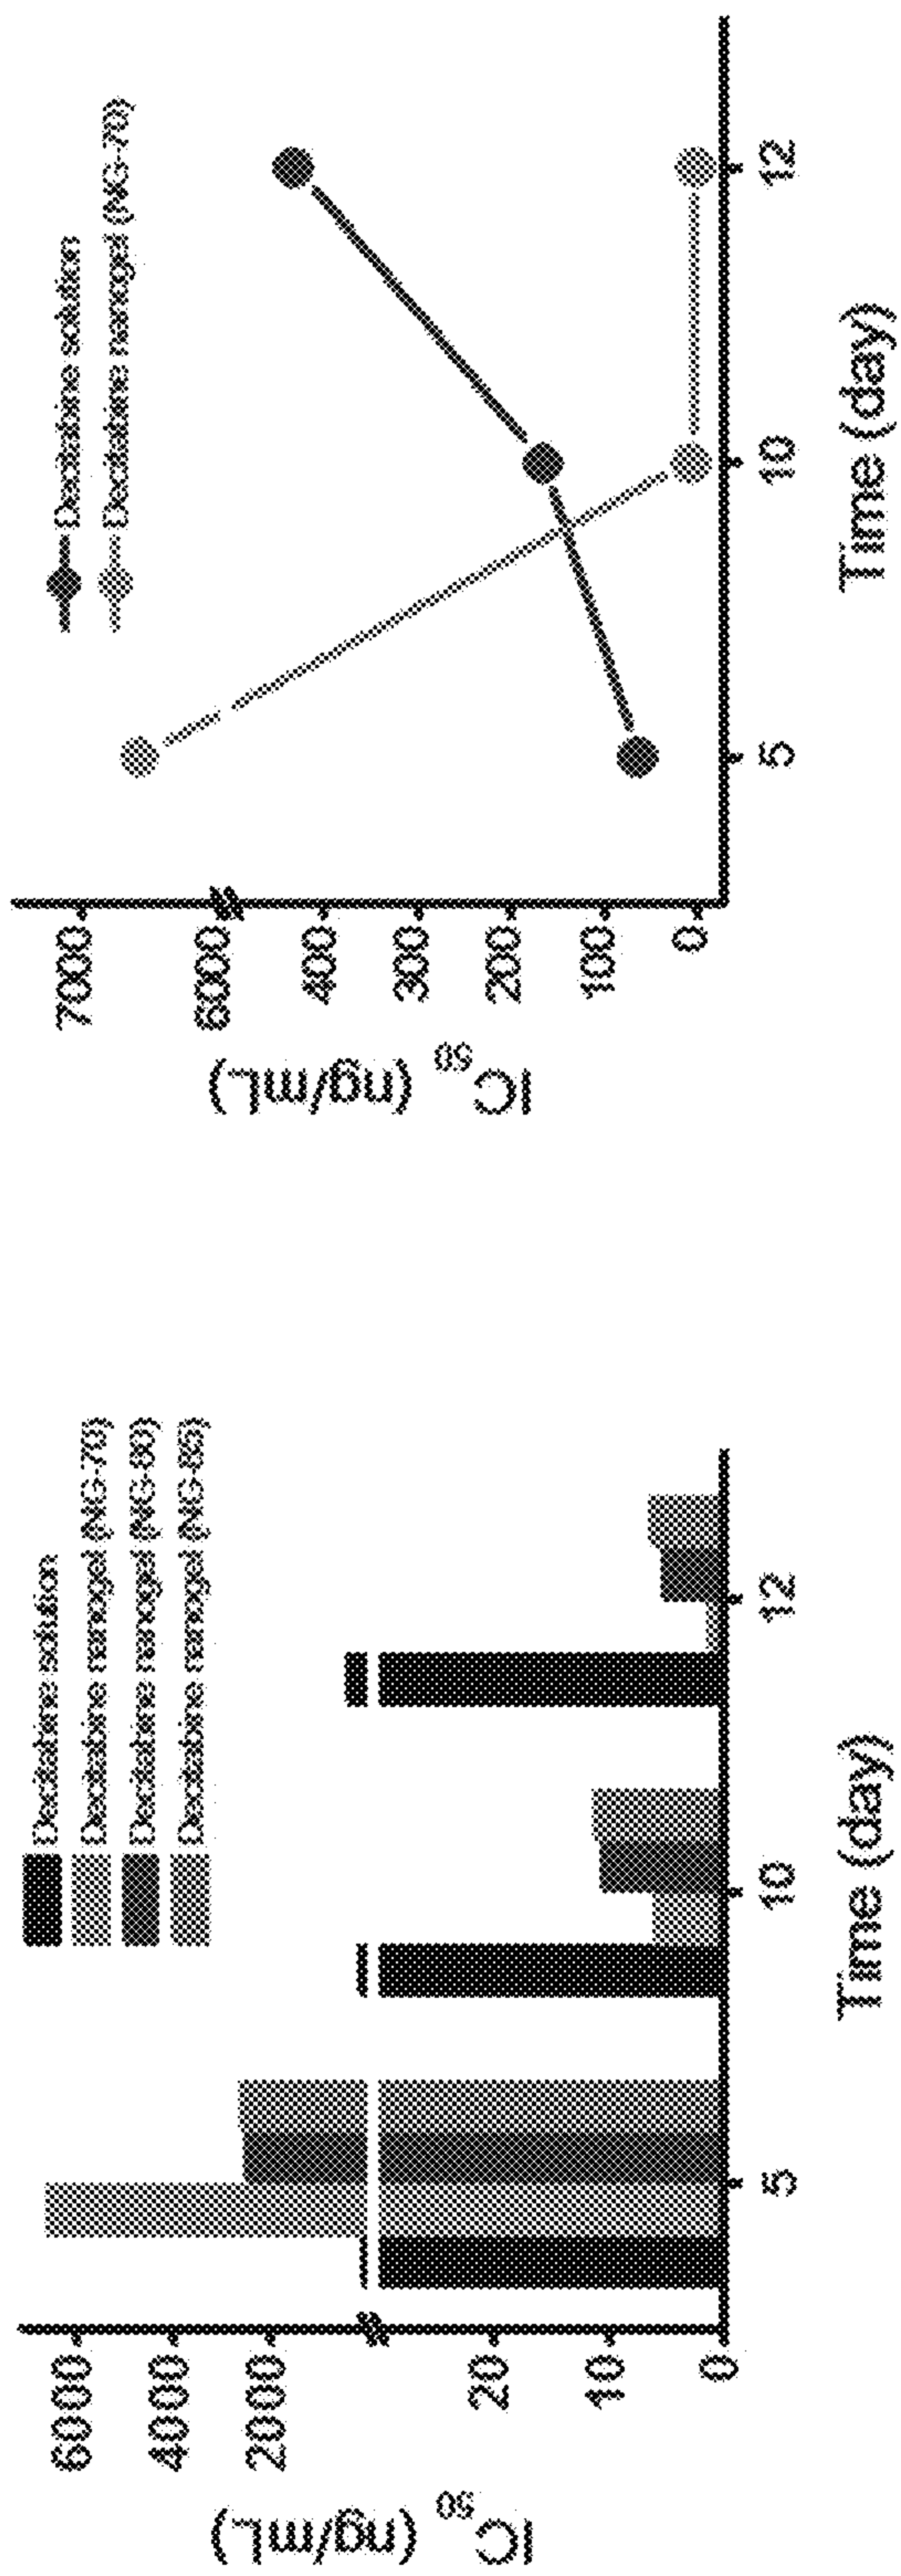 IC50 (ng/mL)
6000
4000
2000
20
10
0
Decitabine solution
Decitabine nanogel (NG-70)
Decitabine nanogel (NG-80)
Decitabine nanogel (NG-85)
5
10
12
Time (day)
IC50 (ng/mL)
7000
6000
400
300
200
100
0
Decitabine solution
Decitabine nanogel (NG-70)
5
10
12
Time (day)